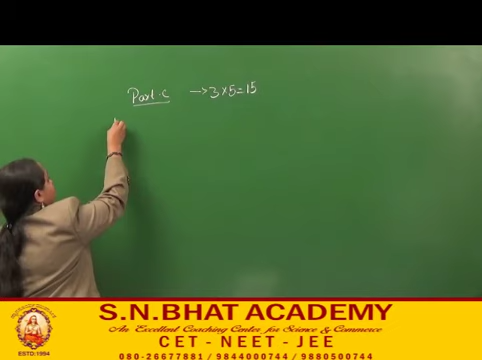 Part-C → 3×5=15
S.N.BHAT ACADEMY
An Excellent Coaching Center for Science & Commerce
CET - NEET - JEE
ESTD:1994
080-26677881 / 9844000744 / 9880500744